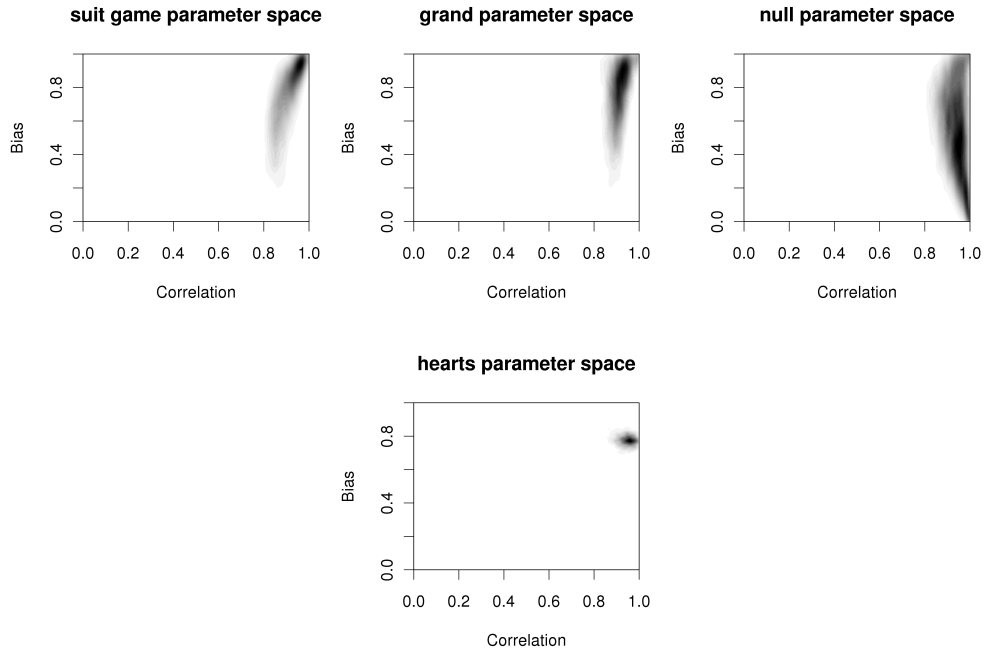 suit game parameter space
Bias
0.8
0.4
0.0
0.0 0.2 0.4 0.6 0.8 1.0
Correlation
grand parameter space
Bias
0.8
0.4
0.0
0.0 0.2 0.4 0.6 0.8 1.0
Correlation
null parameter space
Bias
0.8
0.4
0.0
0.0 0.2 0.4 0.6 0.8 1.0
Correlation
hearts parameter space
Bias
0.8
0.4
0.0
0.0 0.2 0.4 0.6 0.8 1.0
Correlation